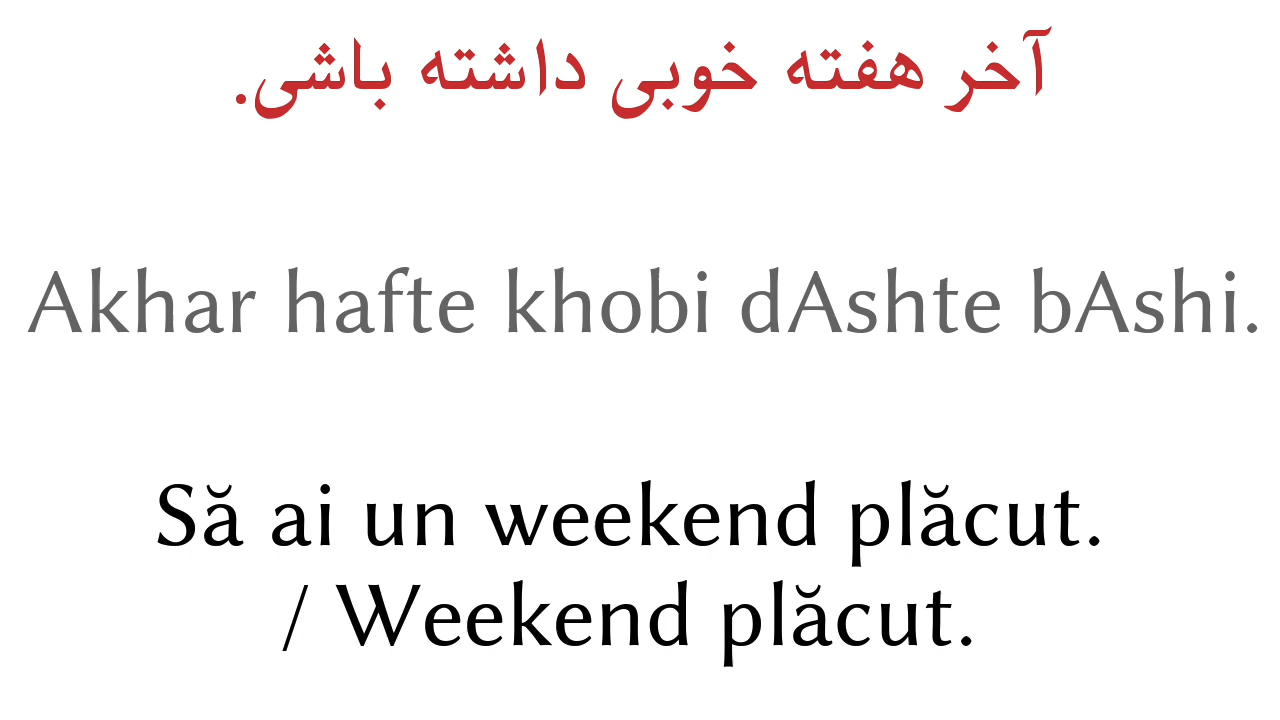 آخر هفته خوبی داشته باشی.
Akhar hafte khobi dAshte bAshi.
Să ai un weekend plăcut.
/ Weekend plăcut.